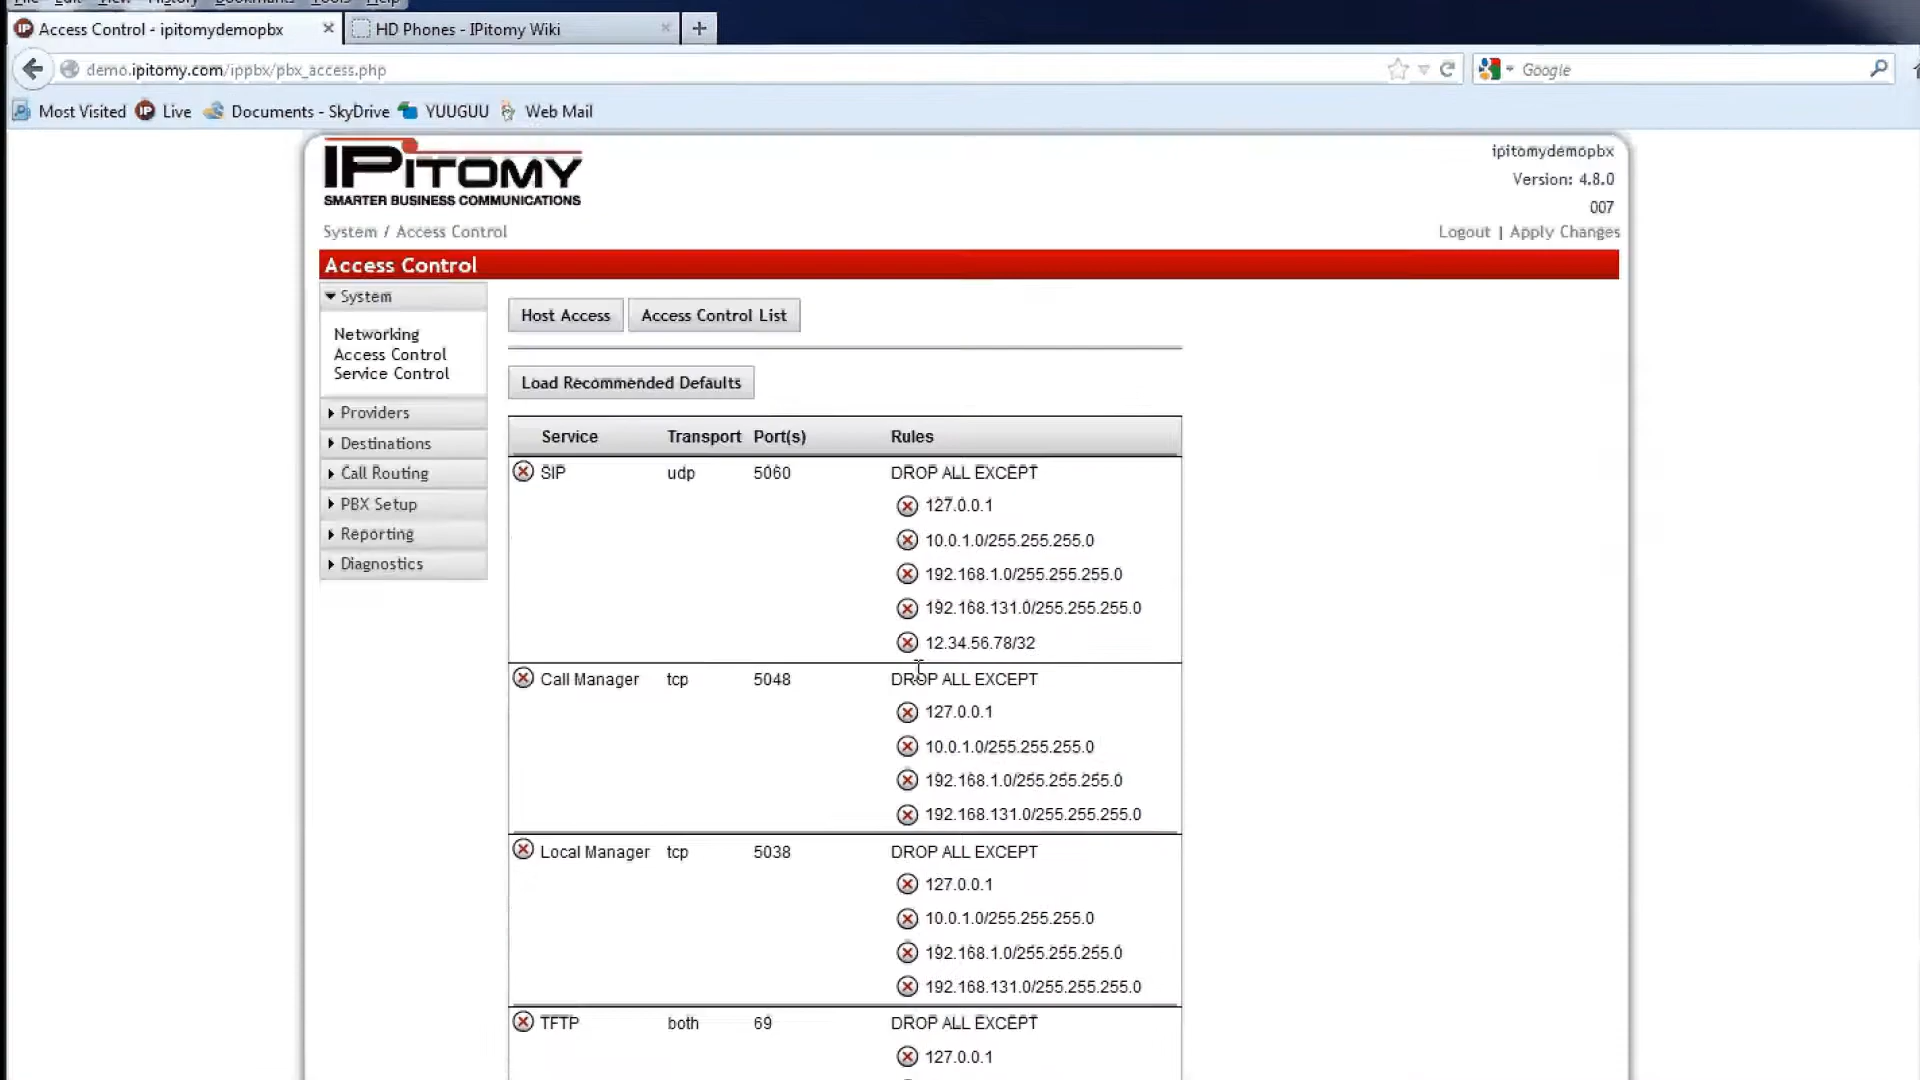 File Edit View History Bookmarks Tools Help
Access Control - ipitomydemopbx
HD Phones - IPitomy Wiki
demo.ipitomy.com/ippbx/pbx_access.php
Google
Most Visited Live Documents - SkyDrive YUUGUU Web Mail
IPITOMY
SMARTER BUSINESS COMMUNICATIONS
ipitomydemopbx
Version: 4.8.0
007
System / Access Control
Logout | Apply Changes
Access Control
System
Networking
Access Control
Service Control
Providers
Destinations
Call Routing
PBX Setup
Reporting
Diagnostics
Host Access Access Control List
Load Recommended Defaults
Service Transport Port(s) Rules
SIP udp 5060 DROP ALL EXCEPT
127.0.0.1
10.0.1.0/255.255.255.0
192.168.1.0/255.255.255.0
192.168.131.0/255.255.255.0
12.34.56.78/32
Call Manager tcp 5048 DROP ALL EXCEPT
127.0.0.1
10.0.1.0/255.255.255.0
192.168.1.0/255.255.255.0
192.168.131.0/255.255.255.0
Local Manager tcp 5038 DROP ALL EXCEPT
127.0.0.1
10.0.1.0/255.255.255.0
192.168.1.0/255.255.255.0
192.168.131.0/255.255.255.0
TFTP both 69 DROP ALL EXCEPT
127.0.0.1